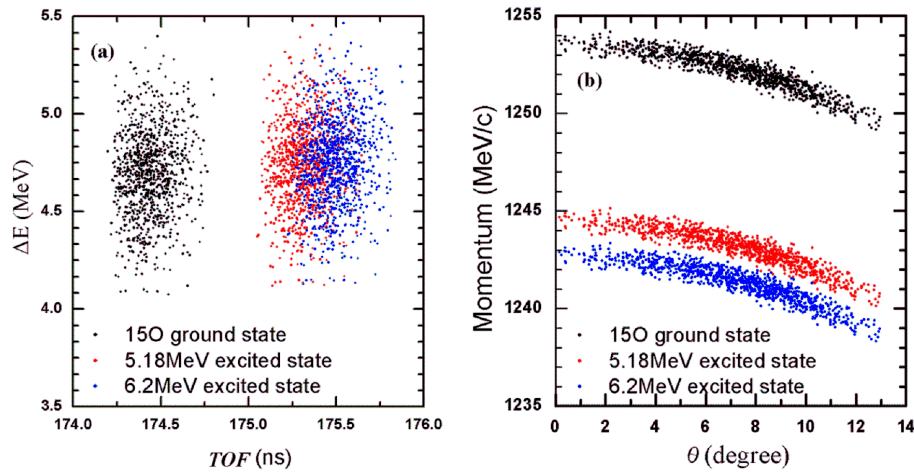 (a)
5.5
5.0
4.5
4.0
3.5
ΔE (MeV)
15O ground state
5.18MeV excited state
6.2MeV excited state
174.0 174.5 175.0 175.5 176.0
TOF (ns)
(b)
1255
1250
1245
1240
1235
Momentum (MeV/c)
15O ground state
5.18MeV excited state
6.2MeV excited state
0 2 4 6 8 10 12 14
θ (degree)